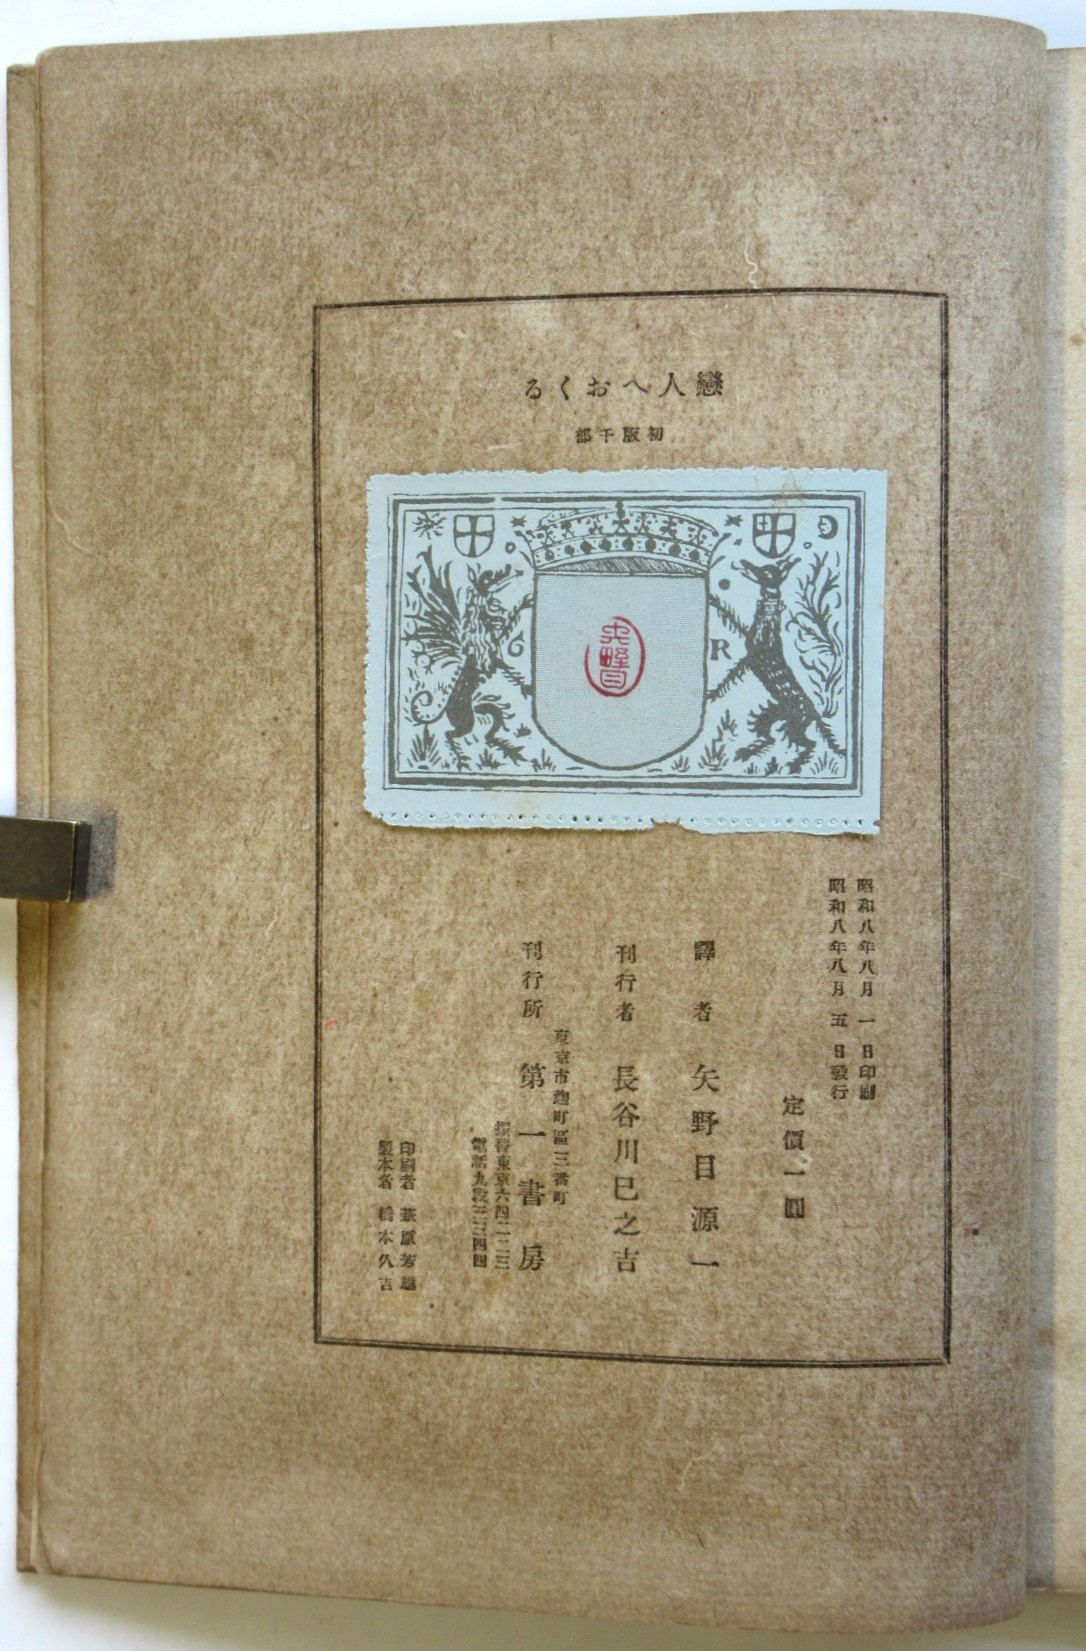 戀人へおくる
初版千部
G R
昭和八年八月 一 日印刷
昭和八年八月 五 日發行
定價一圓
譯者 矢野目源一
刊行者 長谷川巳之吉
東京市麴町區三番町
刊行所 第一書房
振替東京六四二二三
電話九段三三四四
印刷者 萩原芳雄
製本者 橋本久吉